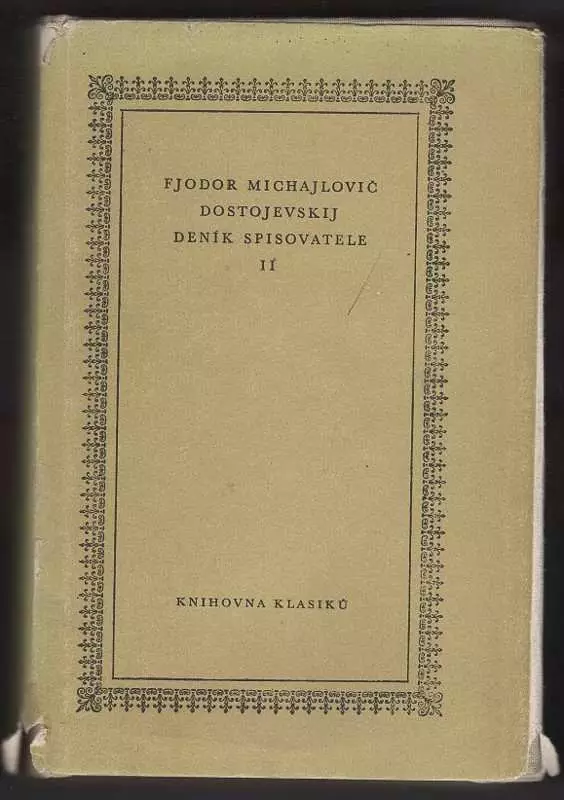 FJODOR MICHAJLOVIČ
DOSTOJEVSKIJ
DENÍK SPISOVATELE
II
KNIHOVNA KLASIKŮ